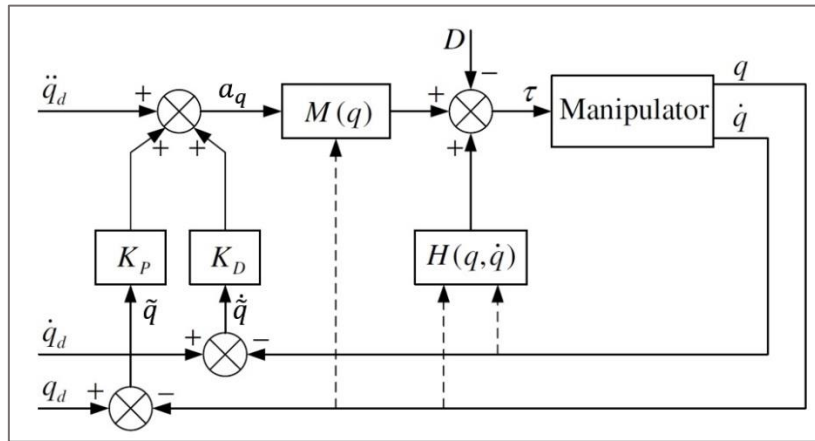 D
q̈_d + + + a_q M(q) + − + τ Manipulator q
q̇
K_P K_D H(q, q̇)
q̃ q̃̇
q̇_d + −
q_d + −